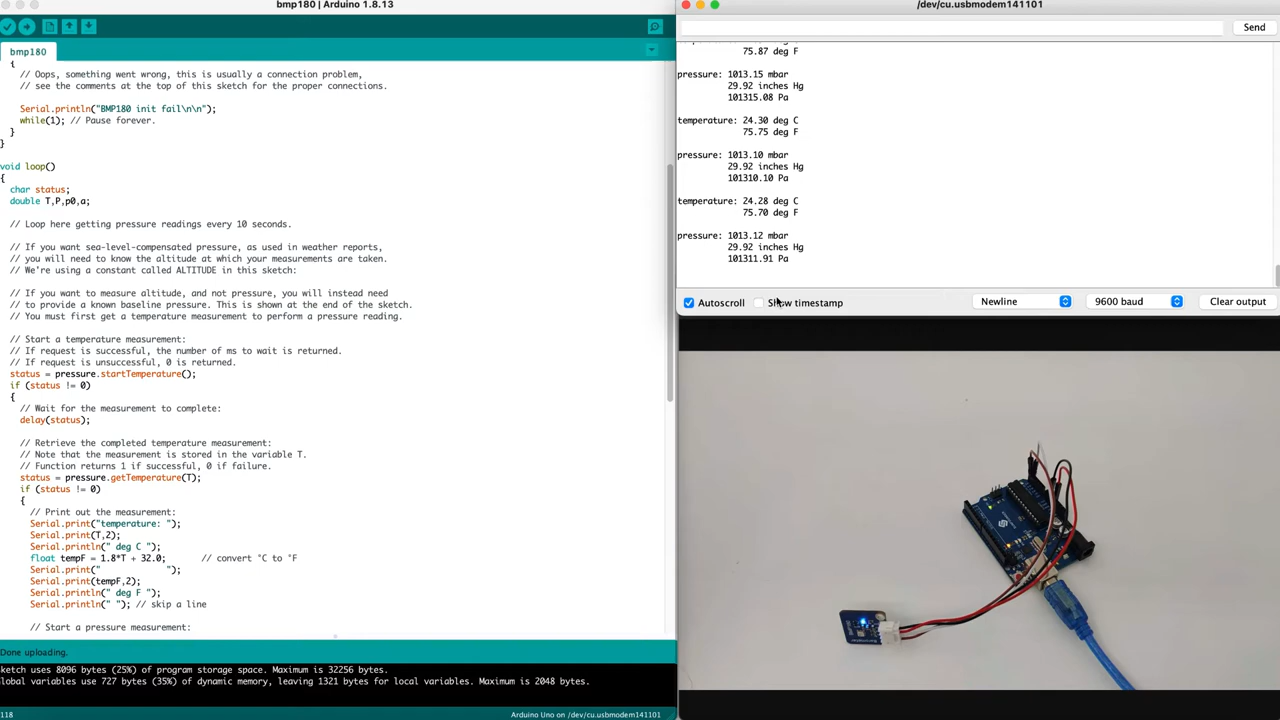 bmp180 | Arduino 1.8.13
bmp180
{
// Oops, something went wrong, this is usually a connection problem,
// see the comments at the top of this sketch for the proper connections.
Serial.println("BMP180 init fail\n\n");
while(1); // Pause forever.
}
}
void loop()
{
char status;
double T,P,p0,a;
// Loop here getting pressure readings every 10 seconds.
// If you want sea-level-compensated pressure, as used in weather reports,
// you will need to know the altitude at which your measurements are taken.
// We're using a constant called ALTITUDE in this sketch:
// If you want to measure altitude, and not pressure, you will instead need
// to provide a known baseline pressure. This is shown at the end of the sketch.
// You must first get a temperature measurement to perform a pressure reading.
// Start a temperature measurement:
// If request is successful, the number of ms to wait is returned.
// If request is unsuccessful, 0 is returned.
status = pressure.startTemperature();
if (status != 0)
{
// Wait for the measurement to complete:
delay(status);
// Retrieve the completed temperature measurement:
// Note that the measurement is stored in the variable T.
// Function returns 1 if successful, 0 if failure.
status = pressure.getTemperature(T);
if (status != 0)
{
// Print out the measurement:
Serial.print("temperature: ");
Serial.print(T,2);
Serial.println(" deg C ");
float tempF = 1.8*T + 32.0; // convert °C to °F
Serial.print("             ");
Serial.print(tempF,2);
Serial.println(" deg F ");
Serial.println(" "); // skip a line
// Start a pressure measurement:
Done uploading.
ketch uses 8096 bytes (25%) of program storage space. Maximum is 32256 bytes.
lobal variables use 727 bytes (35%) of dynamic memory, leaving 1321 bytes for local variables. Maximum is 2048 bytes.
118
Arduino Uno on /dev/cu.usbmodem141101
/dev/cu.usbmodem141101
Send
75.87 deg F
pressure: 1013.15 mbar
29.92 inches Hg
101315.08 Pa
temperature: 24.30 deg C
75.75 deg F
pressure: 1013.10 mbar
29.92 inches Hg
101310.10 Pa
temperature: 24.28 deg C
75.70 deg F
pressure: 1013.12 mbar
29.92 inches Hg
101311.91 Pa
Autoscroll
Show timestamp
Newline
9600 baud
Clear output